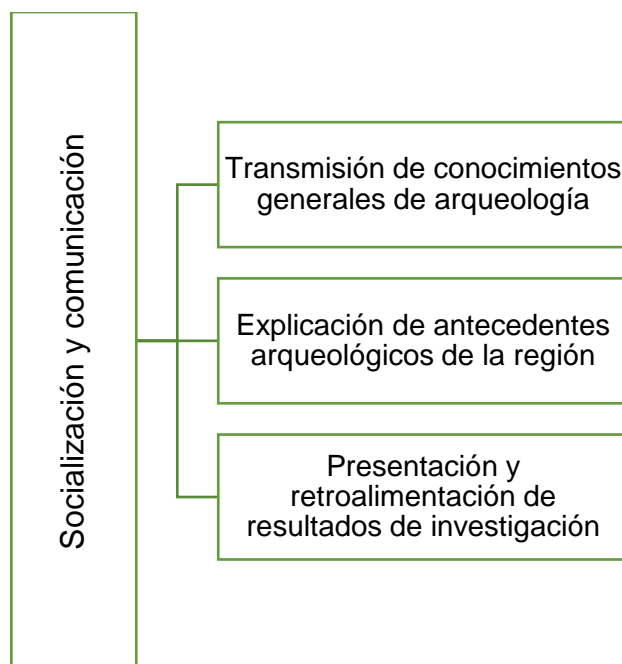 Socialización y comunicación
Transmisión de conocimientos
generales de arqueología
Explicación de antecedentes
arqueológicos de la región
Presentación y
retroalimentación de
resultados de investigación